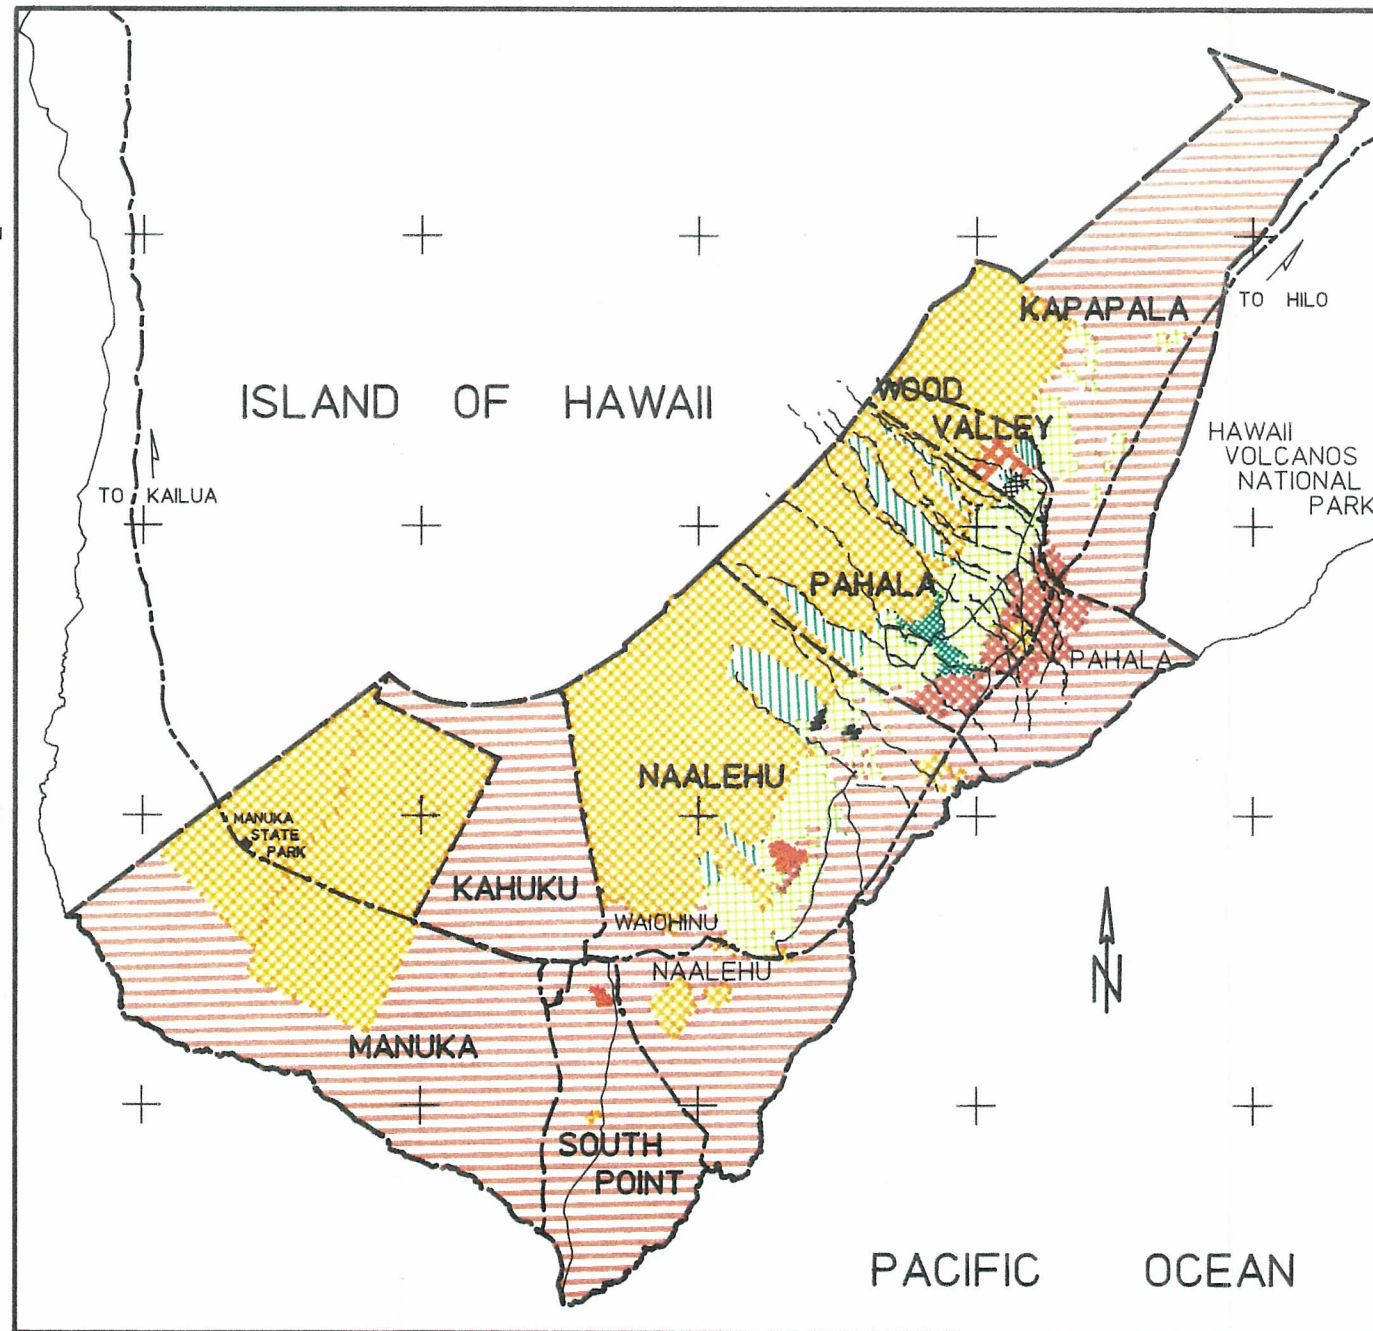 KAPAPALA
TO HILO
ISLAND OF HAWAII
WOOD
VALLEY
HAWAII
VOLCANOS
NATIONAL
PARK
TO KAILUA
PAHALA
PAHALA
NAALEHU
MANUKA
STATE
PARK
KAHUKU
WAIOHINU
NAALEHU
N
MANUKA
SOUTH
POINT
PACIFIC OCEAN